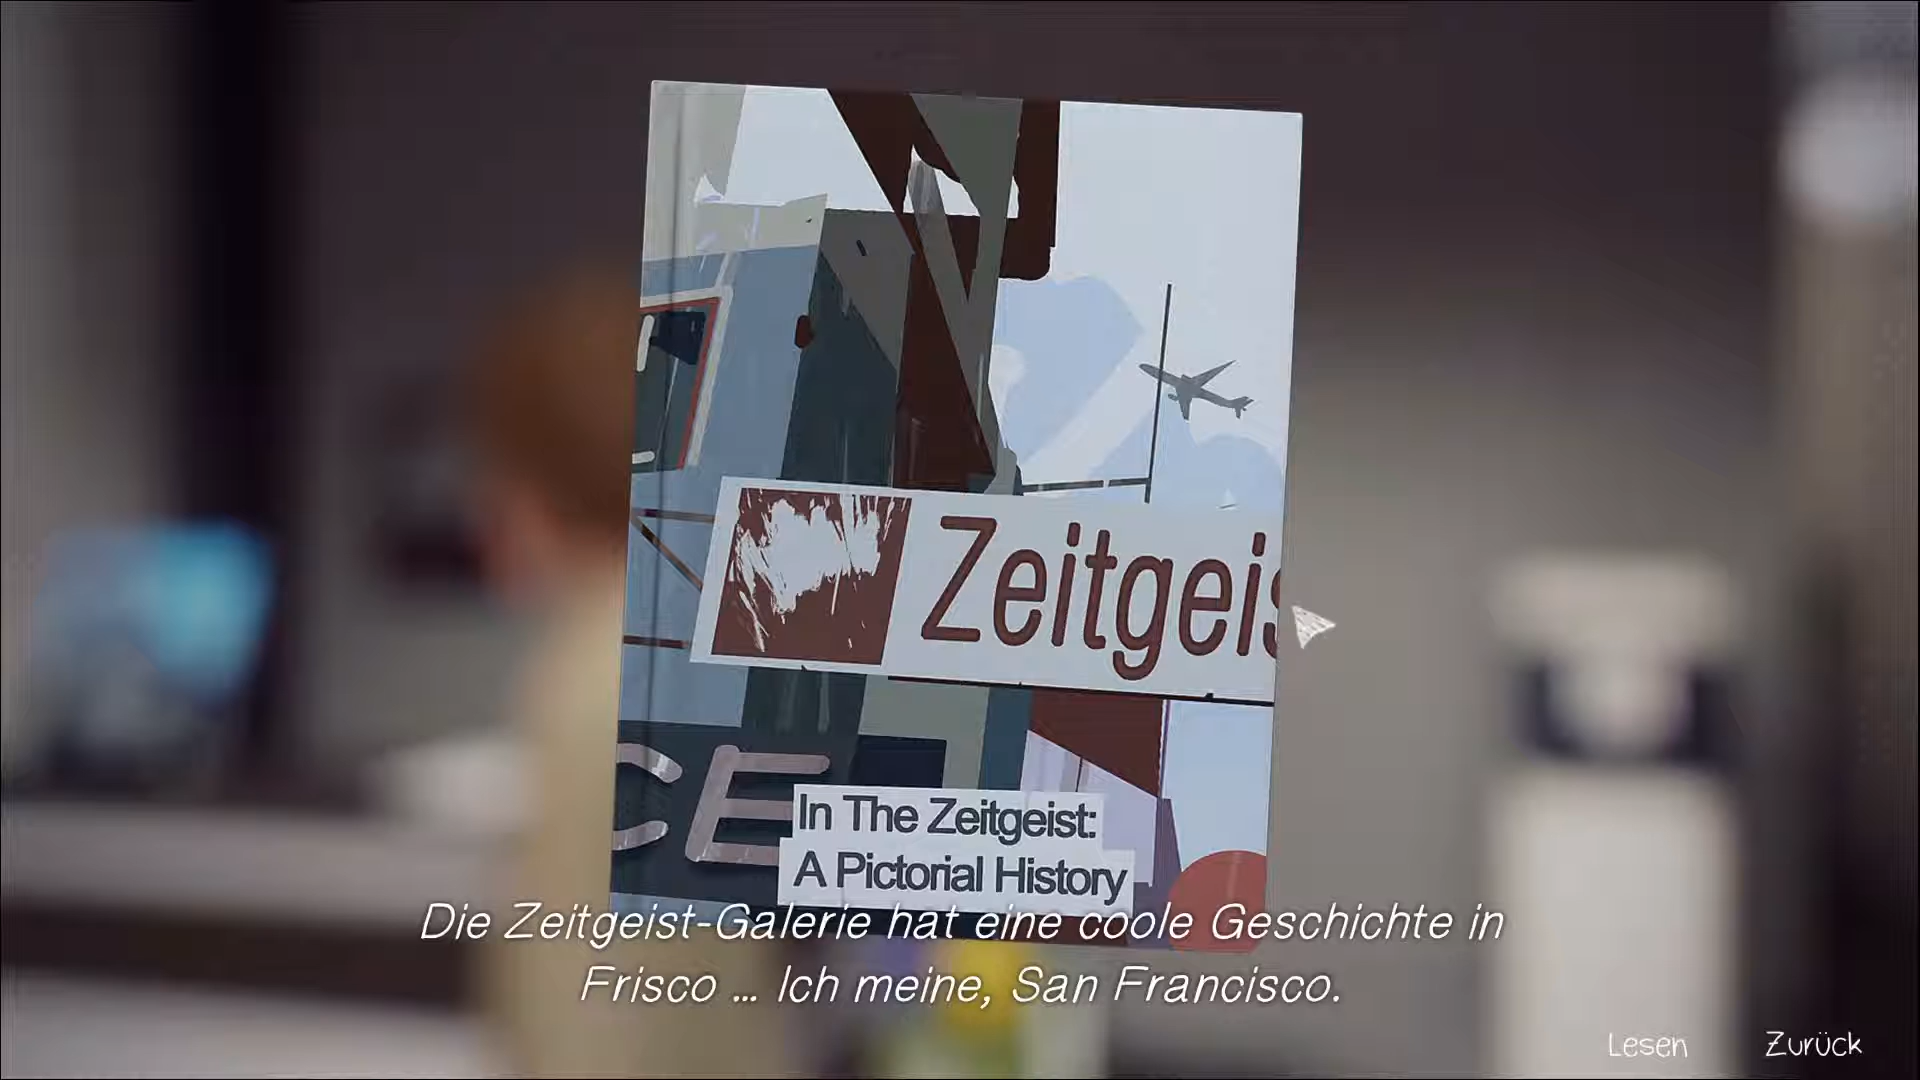 Zeitgeis
CE
In The Zeitgeist:
A Pictorial History
Die Zeitgeist-Galerie hat eine coole Geschichte in
Frisco ... Ich meine, San Francisco.
Lesen Zurück